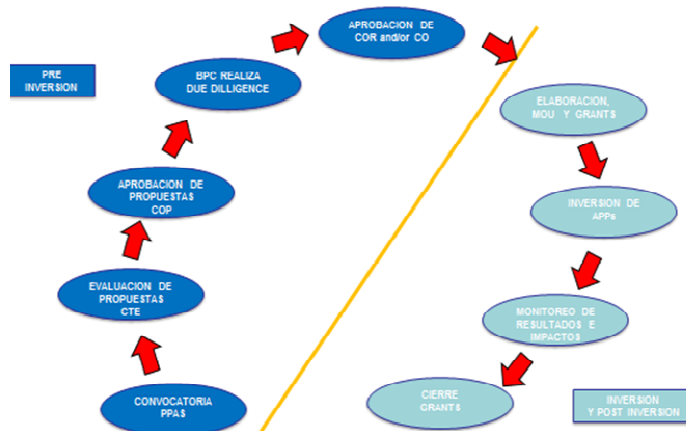 PRE
INVERSION
CONVOCATORIA
PPAS
EVALUACION DE
PROPUESTAS
CTE
APROBACION DE
PROPUESTAS
COP
BIPC REALIZA
DUE DILLIGENCE
APROBACION DE
COR and/or CO
ELABORACION,
MOU Y GRANTS
INVERSION DE
APPs
MONITOREO DE
RESULTADOS E
IMPACTOS
CIERRE
GRANTS
INVERSIÓN
Y POST INVERSION